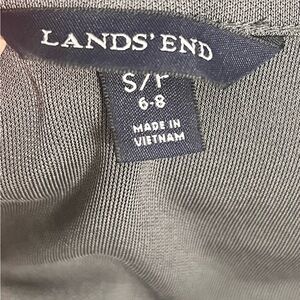 LANDS' END
S/P
6-8
MADE IN
VIETNAM